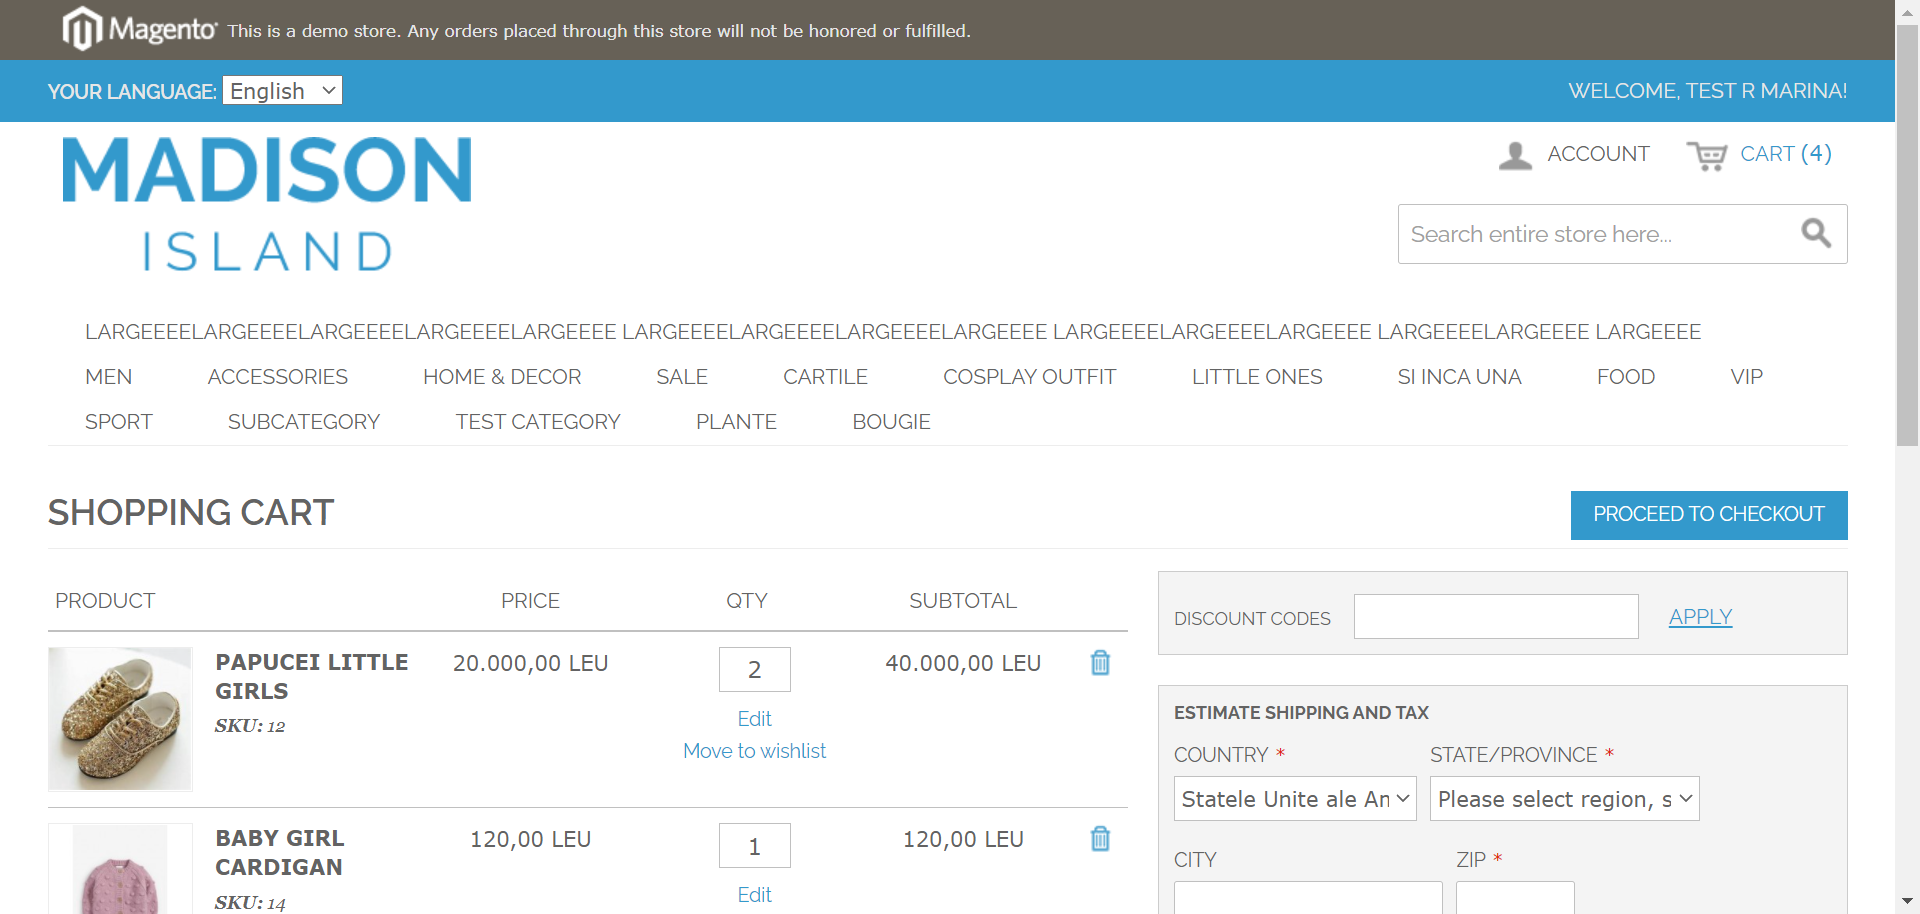 Magento This is a demo store. Any orders placed through this store will not be honored or fulfilled.
YOUR LANGUAGE: English WELCOME, TEST R MARINA!
MADISON
ISLAND
ACCOUNT CART (4)
Search entire store here...
LARGEEEELARGEEEELARGEEEELARGEEEELARGEEEE LARGEEEELARGEEEELARGEEEELARGEEEE LARGEEEELARGEEEELARGEEEE LARGEEEELARGEEEE LARGEEEE
MEN ACCESSORIES HOME & DECOR SALE CARTILE COSPLAY OUTFIT LITTLE ONES SI INCA UNA FOOD VIP
SPORT SUBCATEGORY TEST CATEGORY PLANTE BOUGIE
SHOPPING CART PROCEED TO CHECKOUT
PRODUCT PRICE QTY SUBTOTAL
PAPUCEI LITTLE GIRLS 20.000,00 LEU 2 40.000,00 LEU
SKU: 12
Edit
Move to wishlist
BABY GIRL CARDIGAN 120,00 LEU 1 120,00 LEU
SKU: 14
Edit
DISCOUNT CODES APPLY
ESTIMATE SHIPPING AND TAX
COUNTRY * STATE/PROVINCE *
Statele Unite ale An Please select region, s
CITY ZIP *